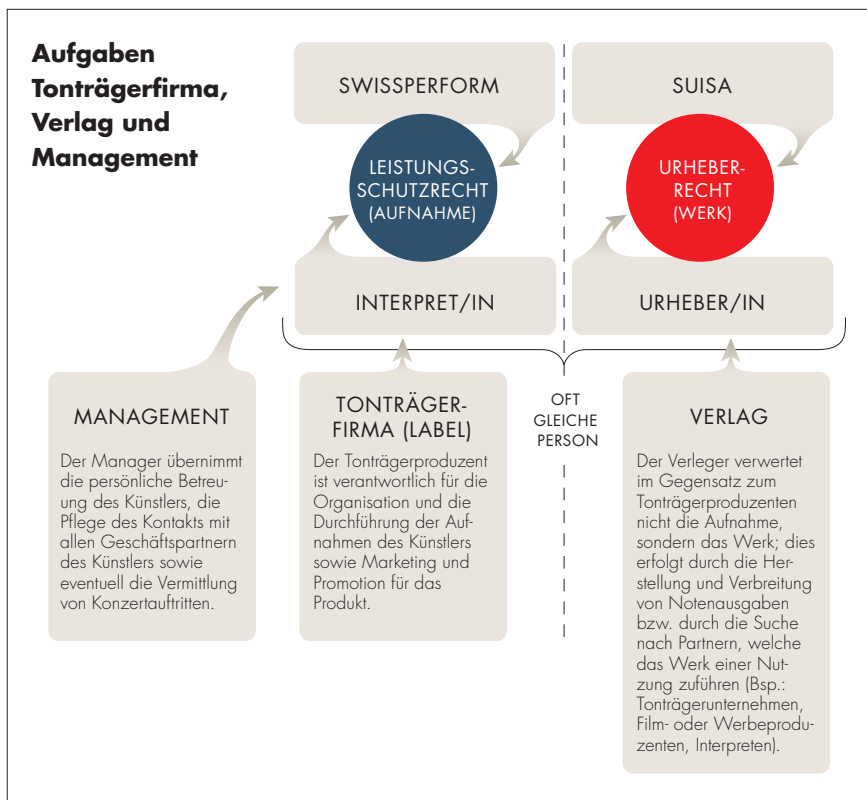 Aufgaben
Tonträgerfirma,
Verlag und
Management
SWISSPERFORM
SUISA
LEISTUNGS-
SCHUTZRECHT
(AUFNAHME)
URHEBER-
RECHT
(WERK)
INTERPRET/IN
URHEBER/IN
MANAGEMENT
Der Manager übernimmt
die persönliche Betreu-
ung des Künstlers, die
Pflege des Kontakts mit
allen Geschäftspartnern
des Künstlers sowie
eventuell die Vermittlung
von Konzertauftritten.
TONTRÄGER-
FIRMA (LABEL)
Der Tonträgerproduzent
ist verantwortlich für die
Organisation und die
Durchführung der Auf-
nahmen des Künstlers
sowie Marketing und
Promotion für das
Produkt.
OFT
GLEICHE
PERSON
VERLAG
Der Verleger verwertet
im Gegensatz zum
Tonträgerproduzenten
nicht die Aufnahme,
sondern das Werk; dies
erfolgt durch die Her-
stellung und Verbreitung
von Notenausgaben
bzw. durch die Suche
nach Partnern, welche
das Werk einer Nut-
zung zuführen (Bsp.:
Tonträgerunternehmen,
Film- oder Werbeprodu-
zenten, Interpreten).